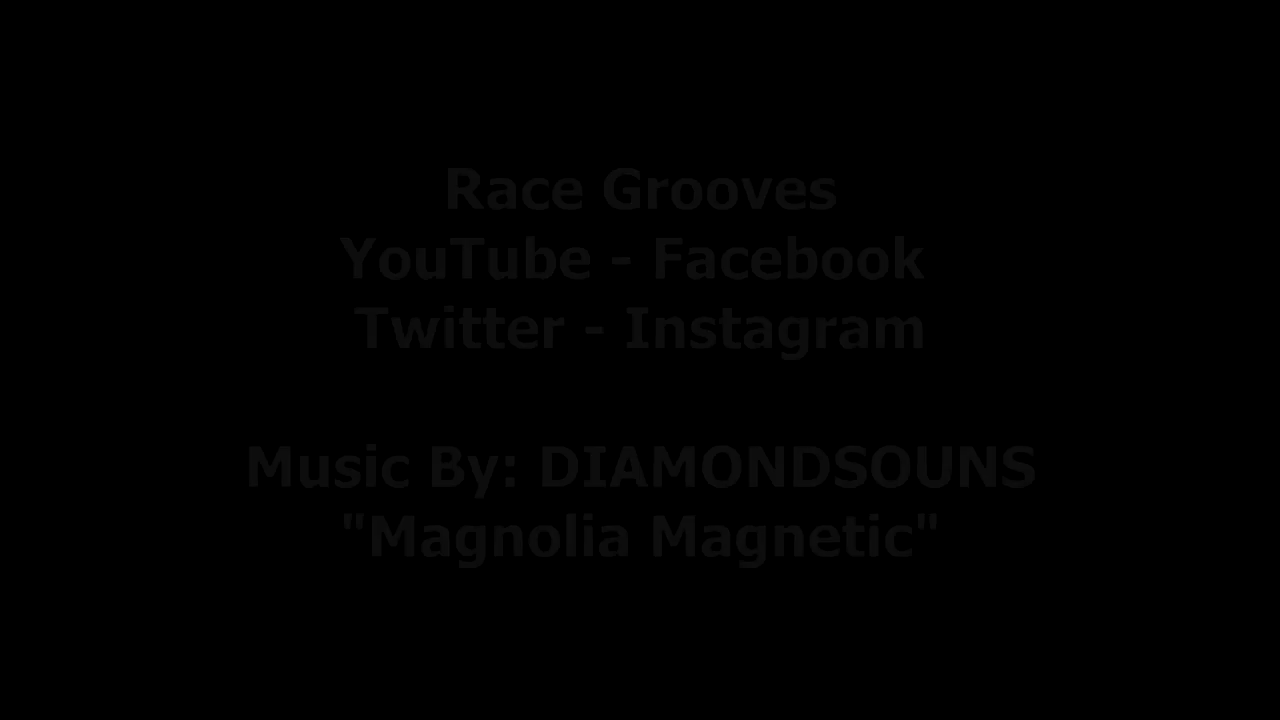 Race Grooves
YouTube - Facebook
Twitter - Instagram
Music By: DIAMONDSOUNS
"Magnolia Magnetic"